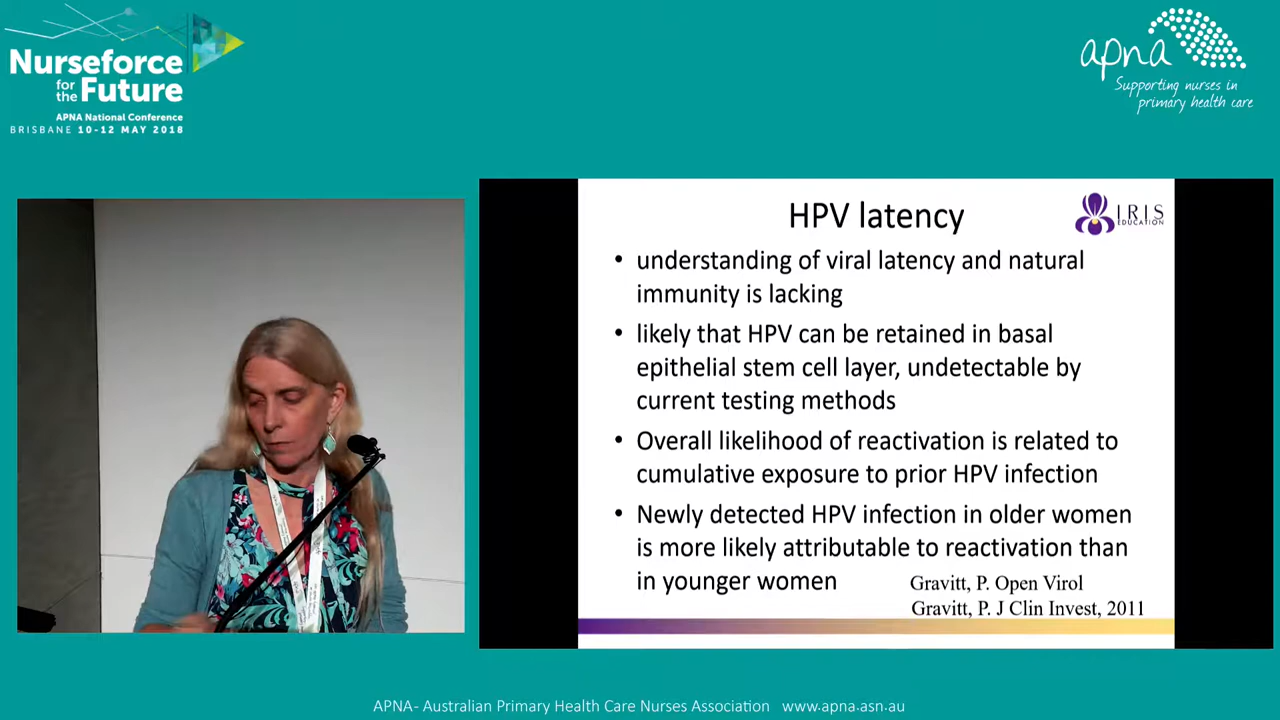 Nurseforce
for
the Future
APNA National Conference
BRISBANE 10-12 MAY 2018
apna
Supporting nurses in
primary health care
HPV latency
IRIS
EDUCATION
• understanding of viral latency and natural
immunity is lacking
• likely that HPV can be retained in basal
epithelial stem cell layer, undetectable by
current testing methods
• Overall likelihood of reactivation is related to
cumulative exposure to prior HPV infection
• Newly detected HPV infection in older women
is more likely attributable to reactivation than
in younger women
Gravitt, P. Open Virol
Gravitt, P. J Clin Invest, 2011
APNA- Australian Primary Health Care Nurses Association www.apna.asn.au